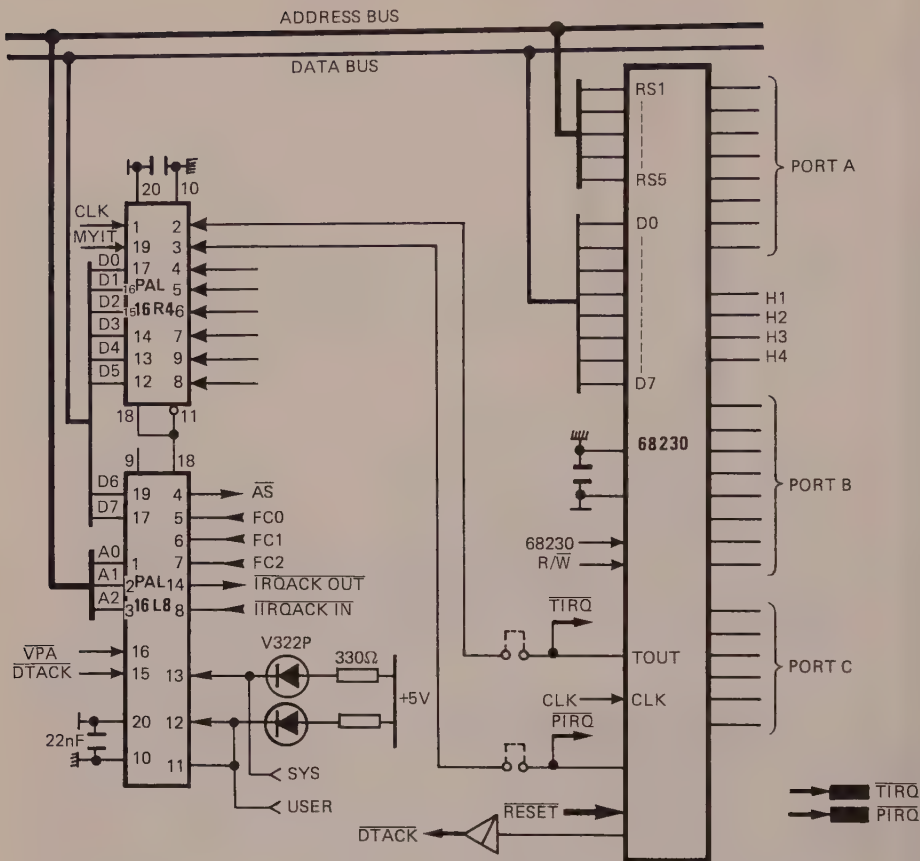 ADDRESS BUS
DATA BUS
20
10
CLK
1
2
MYIT
19
3
D0
17
4
D1
16
PAL
5
D2
15
16R4
6
D3
14
7
D4
13
9
D5
12
8
18
11
9
18
D6
19
4
AS
D7
17
5
FC0
6
FC1
A0
1
7
FC2
A1
2
PAL
14
IRQACK OUT
A2
3
16L8
8
IIRQACK IN
VPA
16
DTACK
15
13
V322P
330Ω
+5V
20
12
22nF
10
11
SYS
USER
RS1
RS5
D0
D7
68230
68230
R/W
TIRQ
TOUT
CLK
CLK
PIRQ
RESET
DTACK
PORT A
H1
H2
H3
H4
PORT B
PORT C
TIRQ
PIRQ